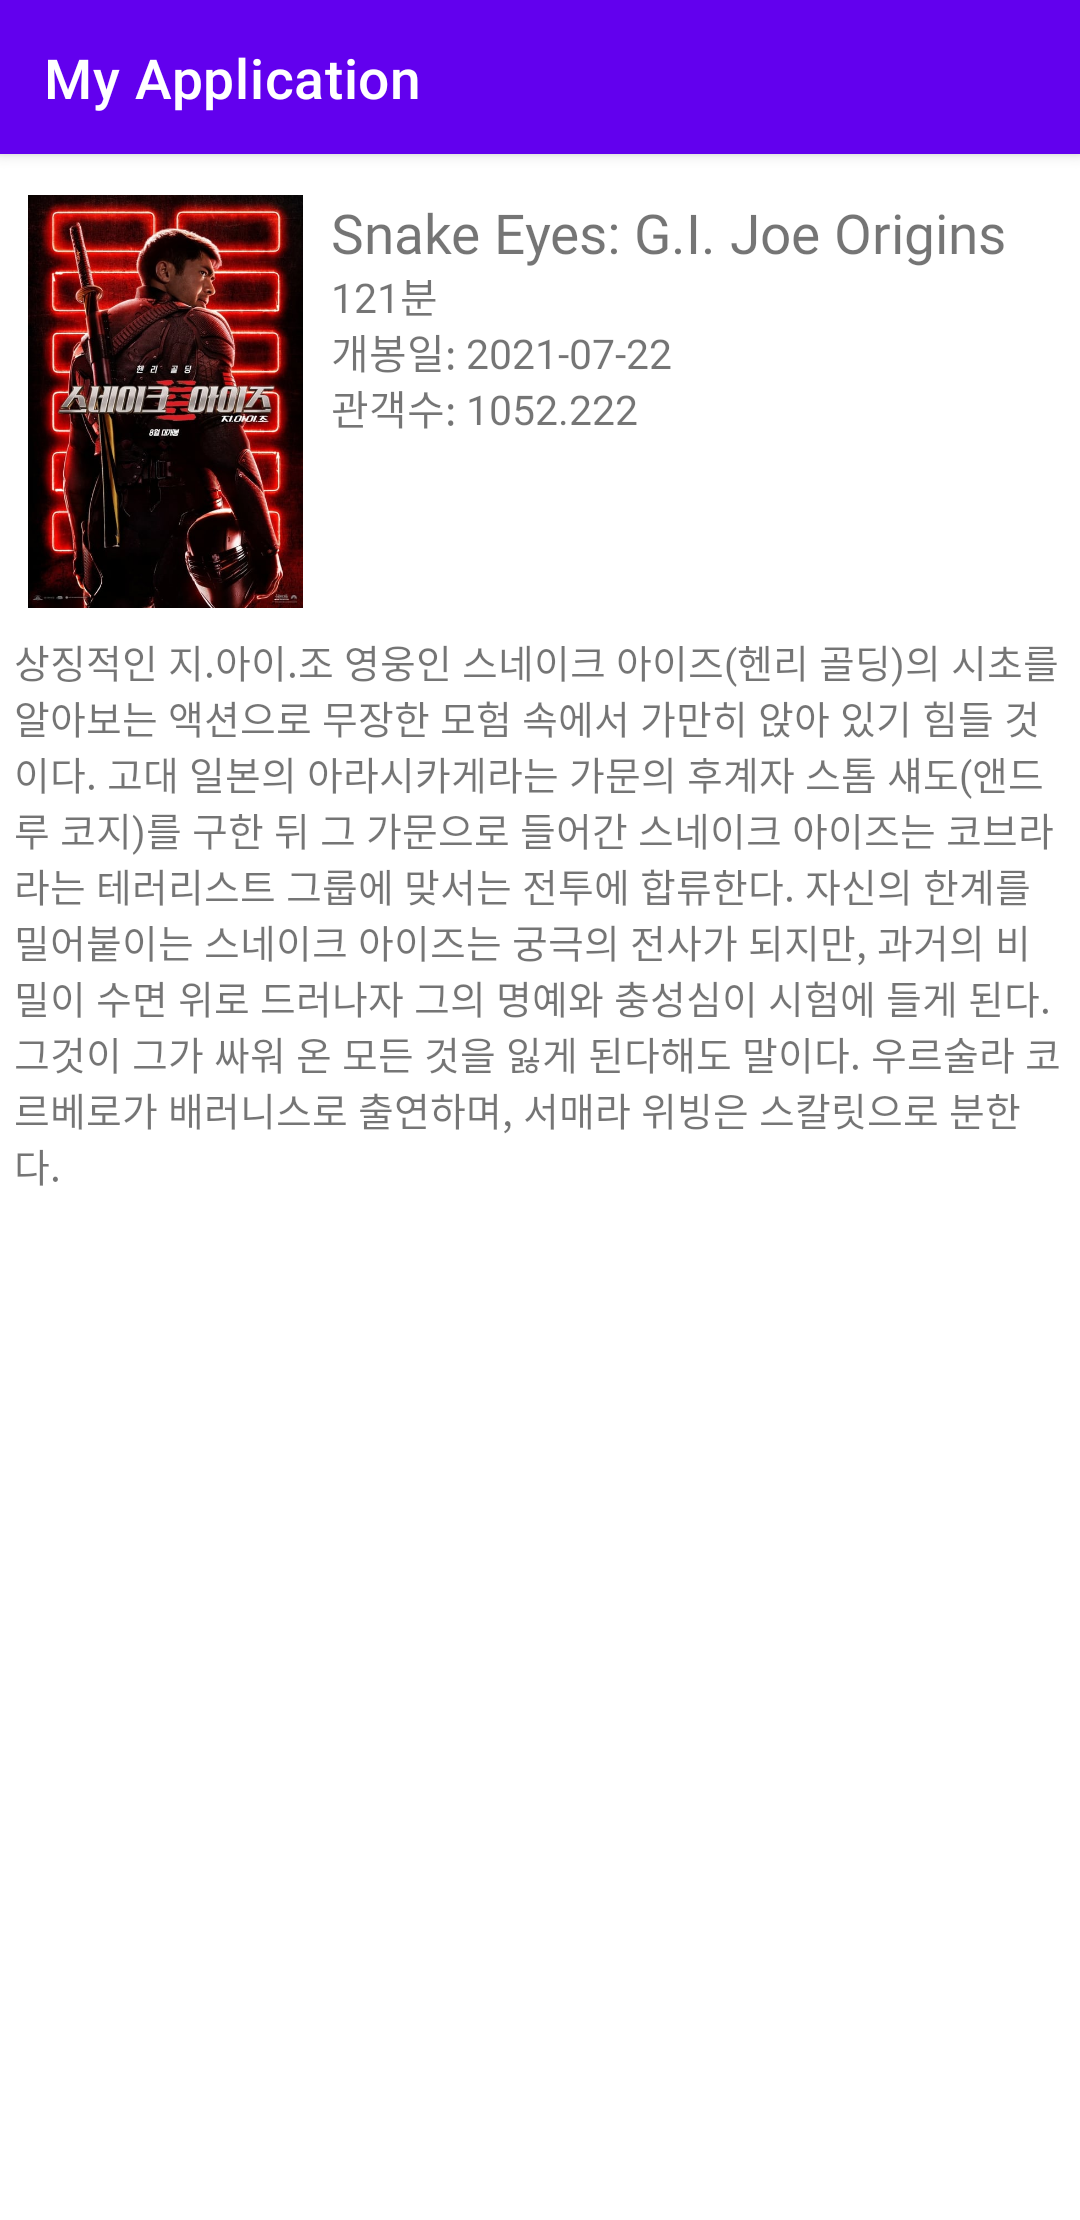 My Application
Snake Eyes: G.I. Joe Origins
121분
개봉일: 2021-07-22
관객수: 1052.222
헨리 골딩
스네이크 아이즈
지.아이.조
8월 대개봉
상징적인 지.아이.조 영웅인 스네이크 아이즈(헨리 골딩)의 시초를
알아보는 액션으로 무장한 모험 속에서 가만히 앉아 있기 힘들 것
이다. 고대 일본의 아라시카게라는 가문의 후계자 스톰 섀도(앤드
루 코지)를 구한 뒤 그 가문으로 들어간 스네이크 아이즈는 코브라
라는 테러리스트 그룹에 맞서는 전투에 합류한다. 자신의 한계를
밀어붙이는 스네이크 아이즈는 궁극의 전사가 되지만, 과거의 비
밀이 수면 위로 드러나자 그의 명예와 충성심이 시험에 들게 된다.
그것이 그가 싸워 온 모든 것을 잃게 된다해도 말이다. 우르술라 코
르베로가 배러니스로 출연하며, 서매라 위빙은 스칼릿으로 분한
다.